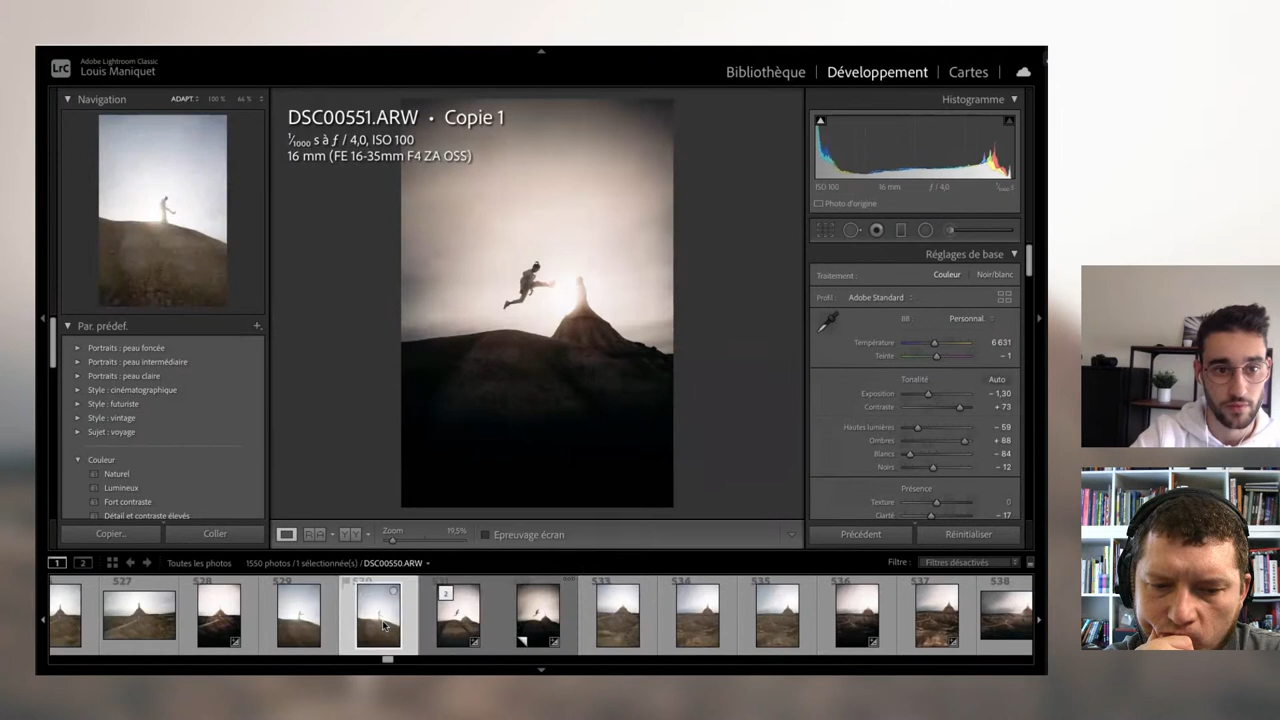 LrC
Adobe Lightroom Classic
Louis Maniquet
Bibliothèque | Développement | Cartes |
Navigation ADAPT. 100 % 66 %
DSC00551.ARW • Copie 1
1/1000 s à ƒ / 4,0, ISO 100
16 mm (FE 16-35mm F4 ZA OSS)
Histogramme
ISO 100 16 mm ƒ / 4,0
Photo d'origine
Réglages de base
Traitement : Couleur Noir/blanc
Profil : Adobe Standard
Personnal.
Température 6 631
Teinte – 1
Tonalité Auto
Exposition – 1,30
Contraste + 73
Hautes lumières – 59
Ombres + 88
Blancs – 84
Noirs – 12
Présence
Texture 0
Clarté – 17
Précédent Réinitialiser
Par. prédef.
Portraits : peau foncée
Portraits : peau intermédiaire
Portraits : peau claire
Style : cinématographique
Style : futuriste
Style : vintage
Sujet : voyage
Couleur
Naturel
Lumineux
Fort contraste
Détail et contraste élevés
Copier... Coller
Zoom 19,5% Epreuvage écran
1 2 Toutes les photos 1550 photos / 1 sélectionnée(s) / DSC00550.ARW
Filtre : Filtres désactivés
527 528 529 530 533 534 535 536 537 538
2